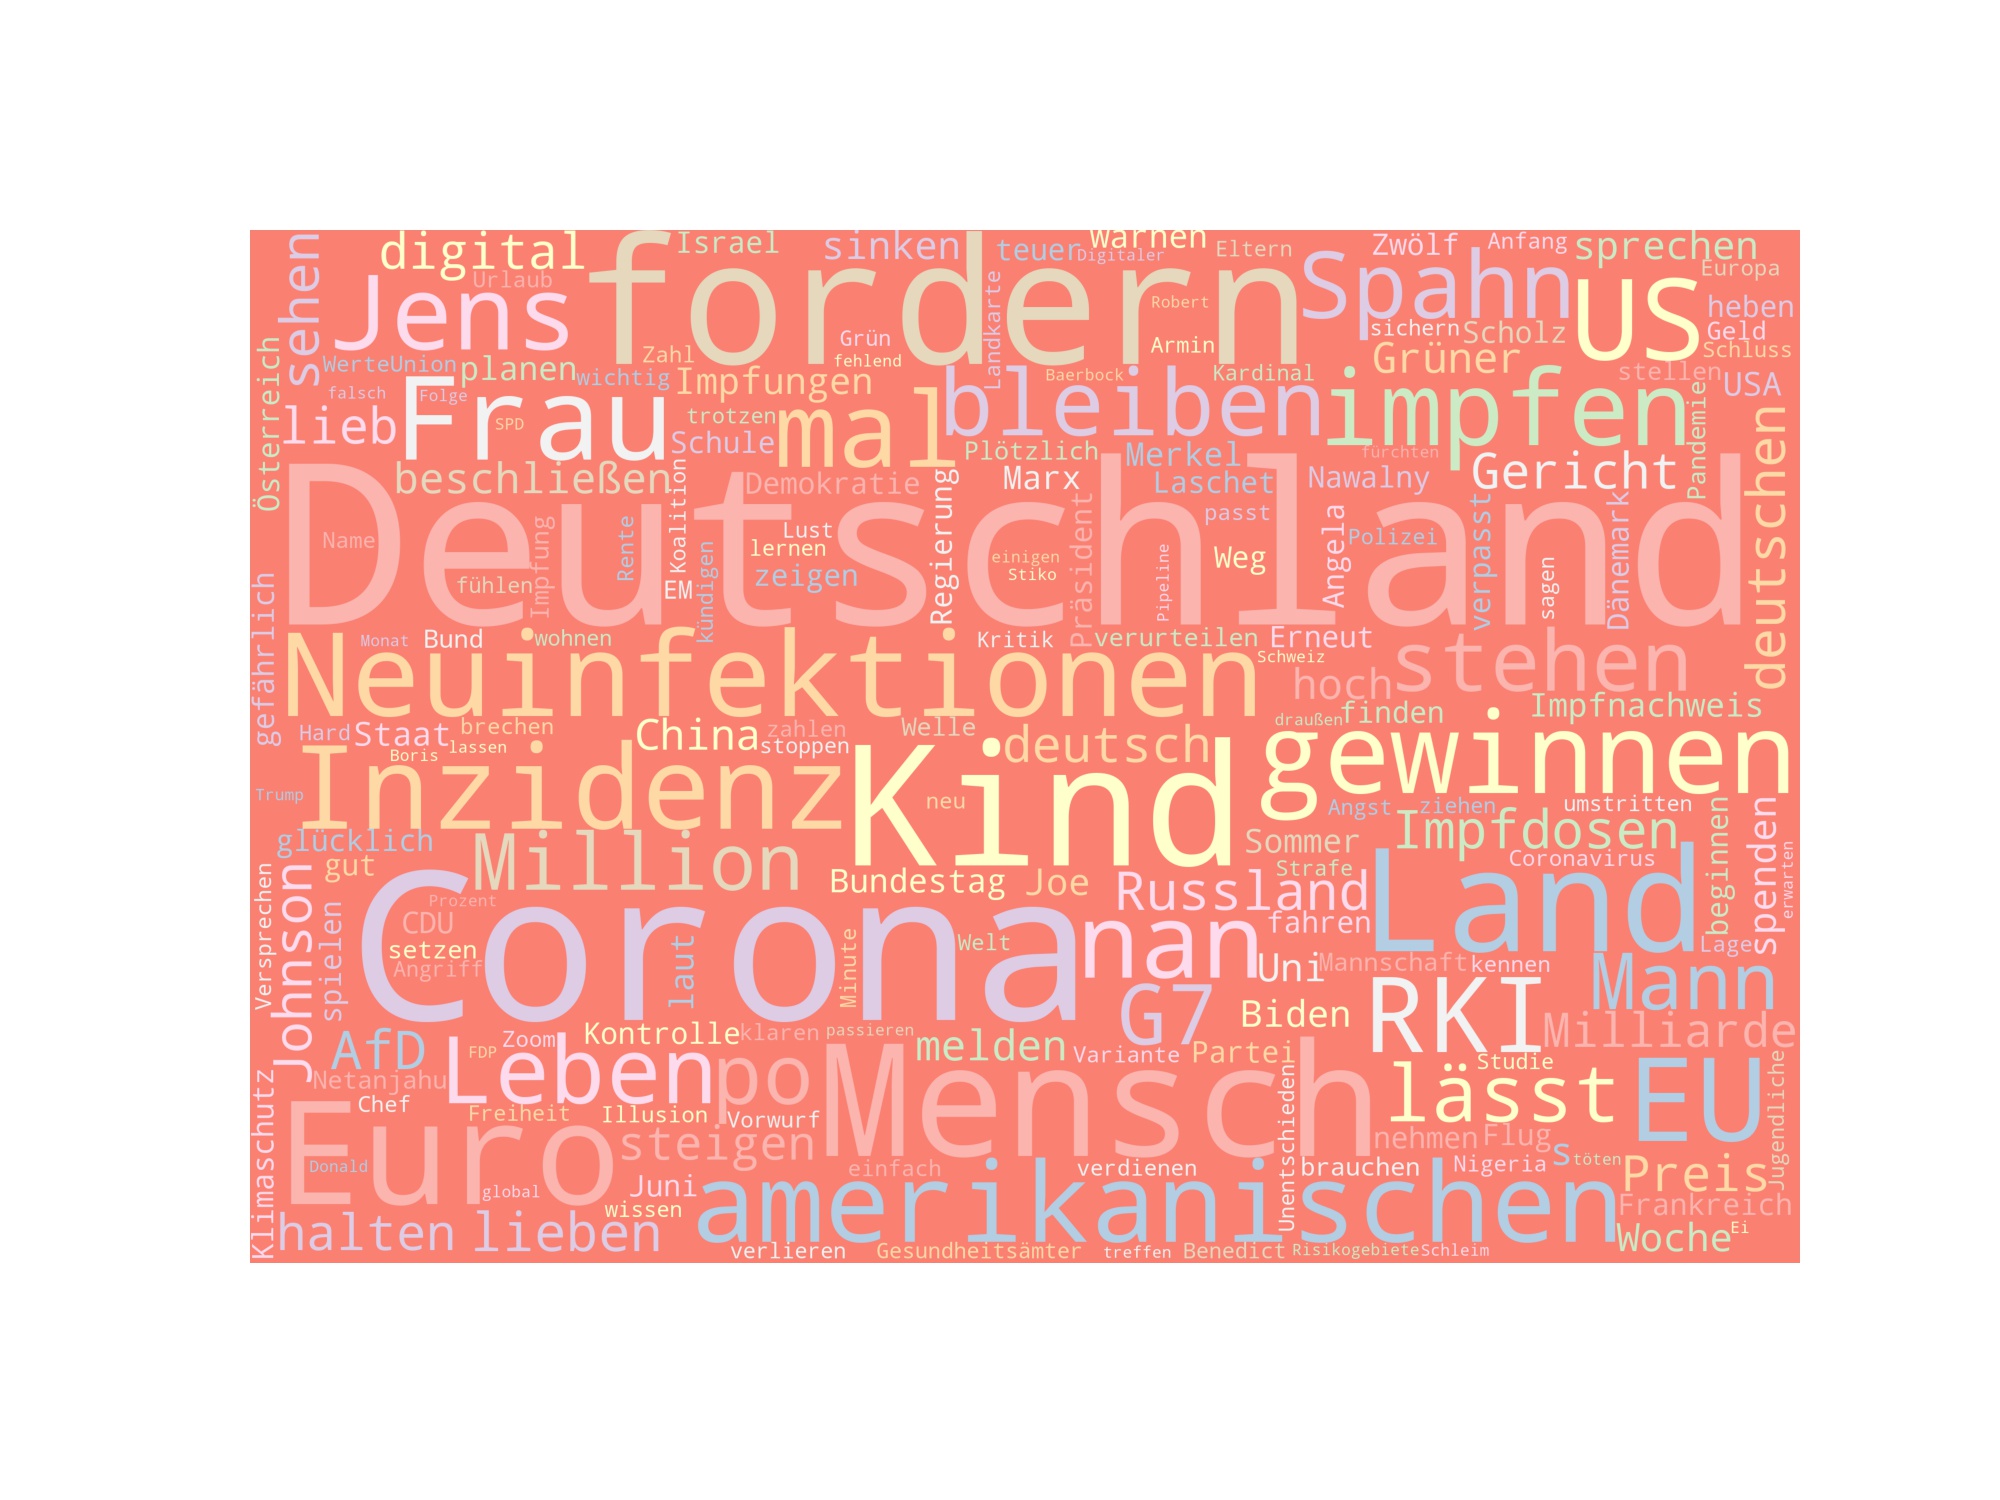 sehen
digital
Israel
fordern
sinken
teuer
Digitaler
warnen
Eltern
Zwölf
Anfang
sprechen
Europa
Urlaub
Jens
Landkarte
Robert
Spahn
US
heben
Geld
Schluss
sichern
Scholz
Grün
fehlend
Zahl
Armin
Grüner
Österreich
WerteUnion
planen
wichtig
Impfungen
Baerbock
Kardinal
stellen
USA
falsch
Folge
lieb
Frau
SPD
trotzen
Schule
mal
bleiben
impfen
Pandemie
deutschen
Plötzlich
Merkel
fürchten
beschließen
Koalition
Demokratie
Regierung
Marx
Laschet
Nawalny
Gericht
Deutschland
Präsident
passt
Angela
Polizei
verpasst
Dänemark
Name
Impfung
Rente
Lust
lernen
zeigen
einigen
Stiko
Weg
Pipeline
sagen
fühlen
EM
kündigen
gefährlich
Monat
Bund
wohnen
Kritik
verurteilen
Erneut
Schweiz
Neuinfektionen
stehen
hoch
Hard
Staat
brechen
China
zahlen
Welle
draußen
finden
Impfnachweis
Boris
lassen
stoppen
deutsch
gewinnen
Inzidenz
Kind
neu
Trump
Angst
ziehen
umstritten
beginnen
spenden
glücklich
gut
Million
Sommer
Impfdosen
Coronavirus
erwarten
Bundestag
Joe
Strafe
Land
Versprechen
Johnson
spielen
Prozent
CDU
Russland
fahren
Corona
setzen
Angriff
laut
Minute
Welt
nan
Uni
Mannschaft
kennen
Lage
Mann
G7
Biden
RKI
Milliarde
AfD
FDP
Zoom
Kontrolle
klaren
passieren
melden
Variante
Partei
Studie
Klimaschutz
Netanjahu
Leben
po
Mensch
lässt
EU
Jugendliche
Chef
Freiheit
Illusion
Vorwurf
Unentschieden
Euro
steigen
nehmen
Flug
einfach
verdienen
brauchen
Nigeria
s
töten
Preis
Donald
global
Juni
wissen
amerikanischen
Frankreich
halten
lieben
Woche
Ei
verlieren
Gesundheitsämter
treffen
Benedict
Risikogebiete
Schleim